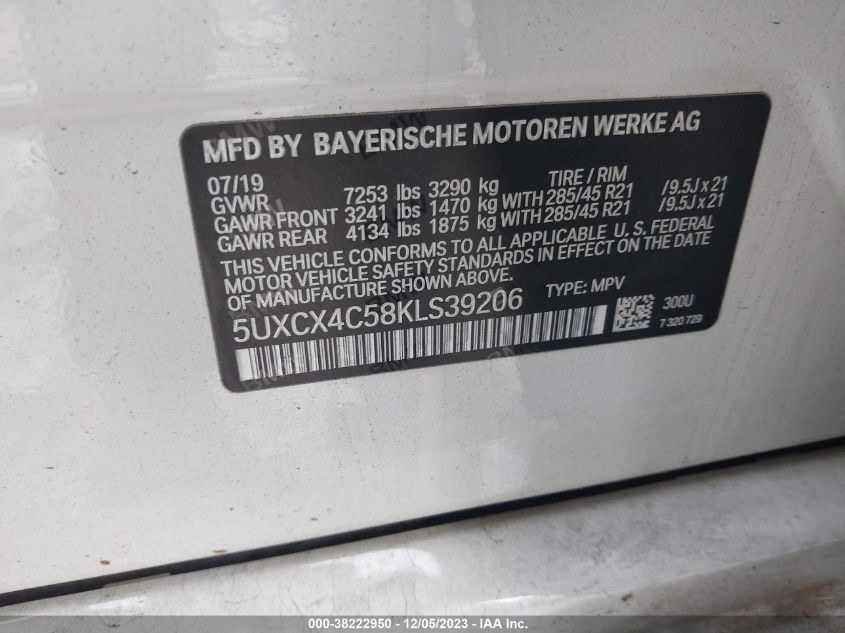 MFD BY BAYERISCHE MOTOREN WERKE AG
07/19 TIRE / RIM
GVWR 7253 lbs 3290 kg
GAWR FRONT 3241 lbs 1470 kg WITH 285/45 R21 /9.5J x 21
GAWR REAR 4134 lbs 1875 kg WITH 285/45 R21 /9.5J x 21
THIS VEHICLE CONFORMS TO ALL APPLICABLE U. S. FEDERAL
MOTOR VEHICLE SAFETY STANDARDS IN EFFECT ON THE DATE
OF MANUFACTURE SHOWN ABOVE.
5UXCX4C58KLS39206 TYPE: MPV 300U
7 320 729
000-38222950 - 12/05/2023 - IAA Inc.